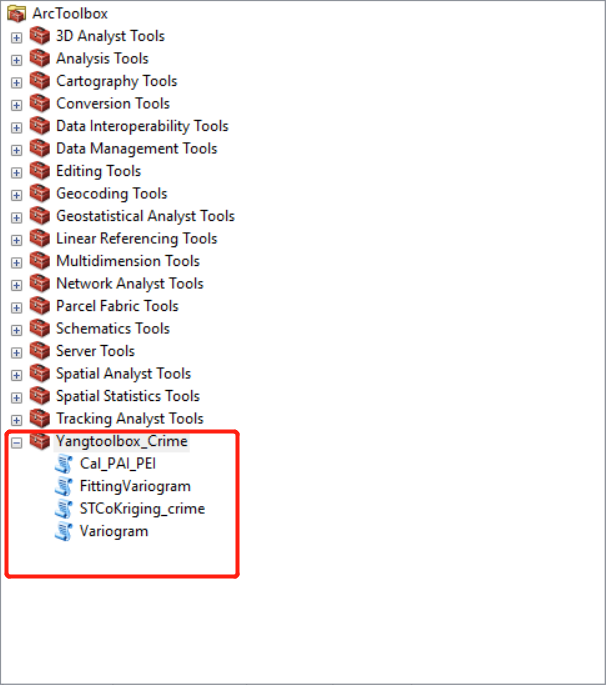 ArcToolbox
3D Analyst Tools
Analysis Tools
Cartography Tools
Conversion Tools
Data Interoperability Tools
Data Management Tools
Editing Tools
Geocoding Tools
Geostatistical Analyst Tools
Linear Referencing Tools
Multidimension Tools
Network Analyst Tools
Parcel Fabric Tools
Schematics Tools
Server Tools
Spatial Analyst Tools
Spatial Statistics Tools
Tracking Analyst Tools
Yangtoolbox_Crime
Cal_PAI_PEI
FittingVariogram
STCoKriging_crime
Variogram